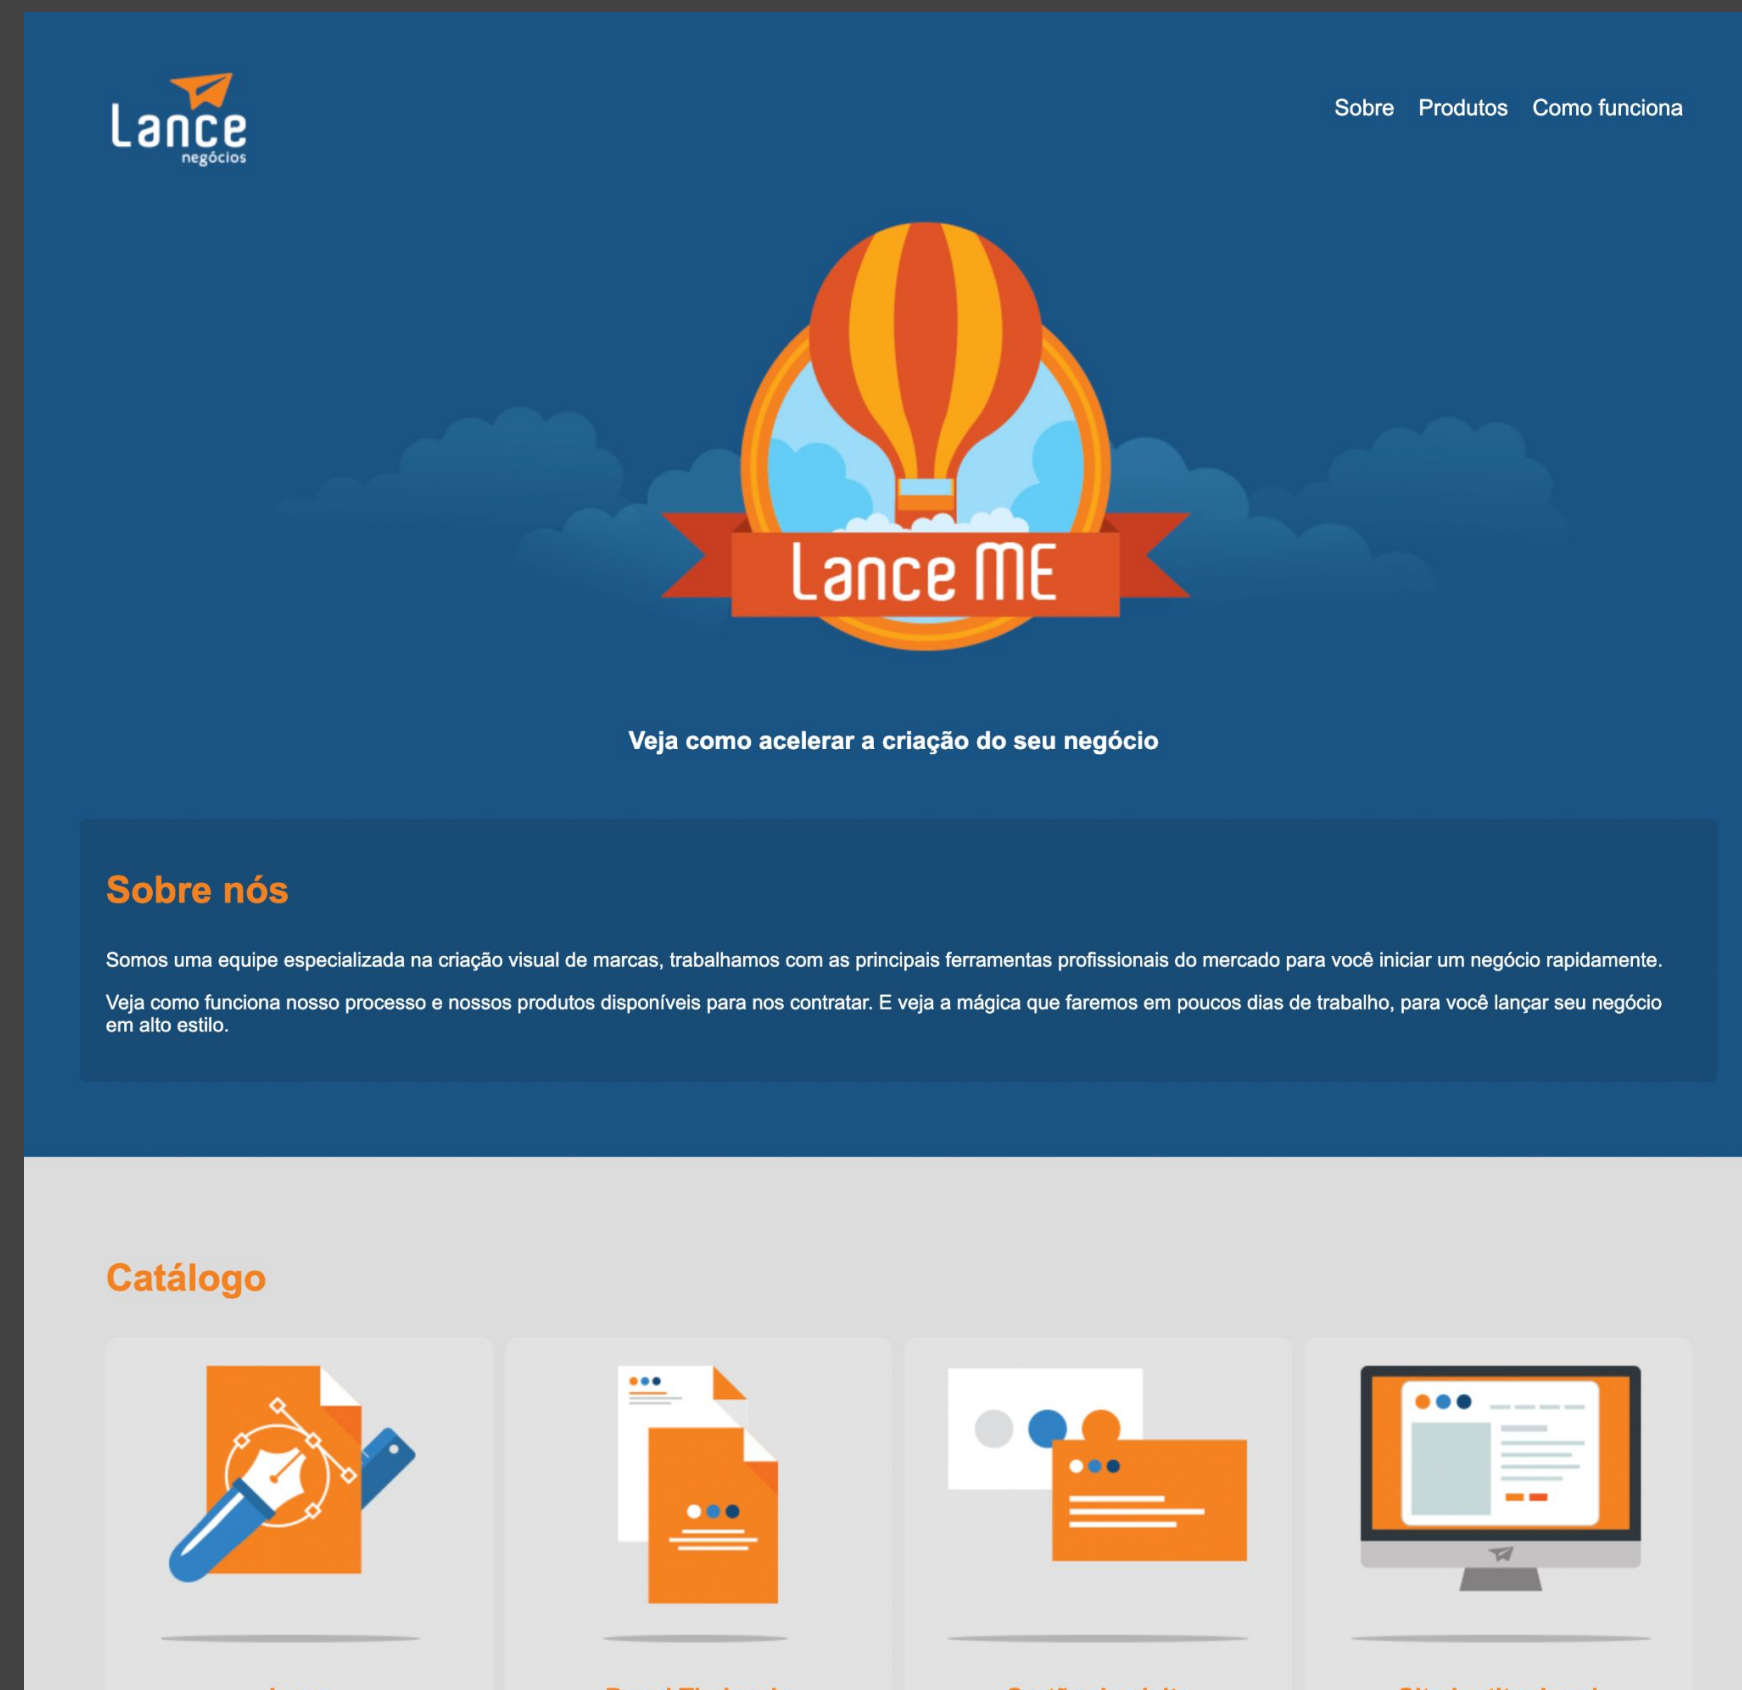 Lance
negócios
Sobre Produtos Como funciona
Lance ME
Veja como acelerar a criação do seu negócio
Sobre nós
Somos uma equipe especializada na criação visual de marcas, trabalhamos com as principais ferramentas profissionais do mercado para você iniciar um negócio rapidamente.
Veja como funciona nosso processo e nossos produtos disponíveis para nos contratar. E veja a mágica que faremos em poucos dias de trabalho, para você lançar seu negócio
em alto estilo.
Catálogo